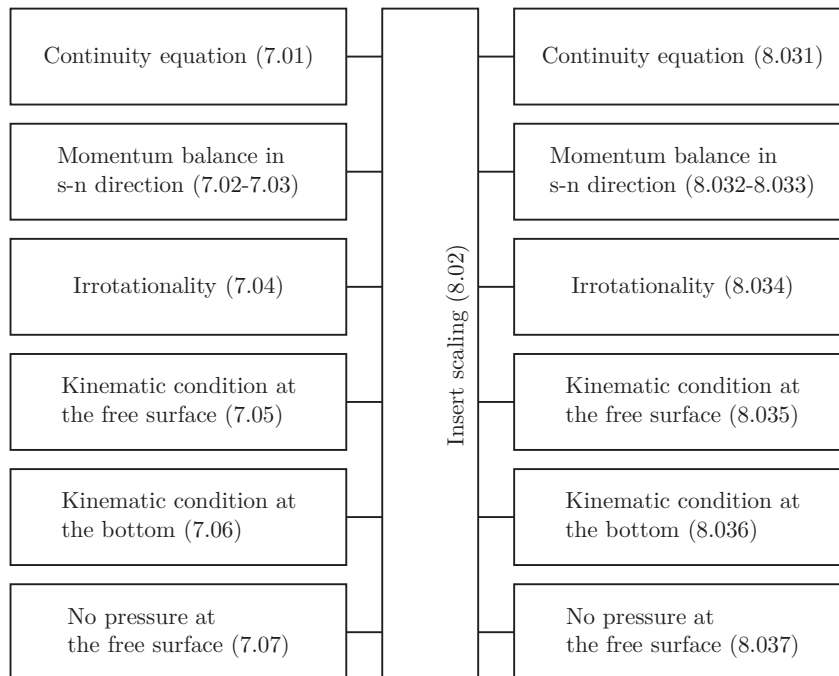 Continuity equation (7.01)
Momentum balance in
s-n direction (7.02-7.03)
Irrotationality (7.04)
Kinematic condition at
the free surface (7.05)
Kinematic condition at
the bottom (7.06)
No pressure at
the free surface (7.07)
Insert scaling (8.02)
Continuity equation (8.031)
Momentum balance in
s-n direction (8.032-8.033)
Irrotationality (8.034)
Kinematic condition at
the free surface (8.035)
Kinematic condition at
the bottom (8.036)
No pressure at
the free surface (8.037)